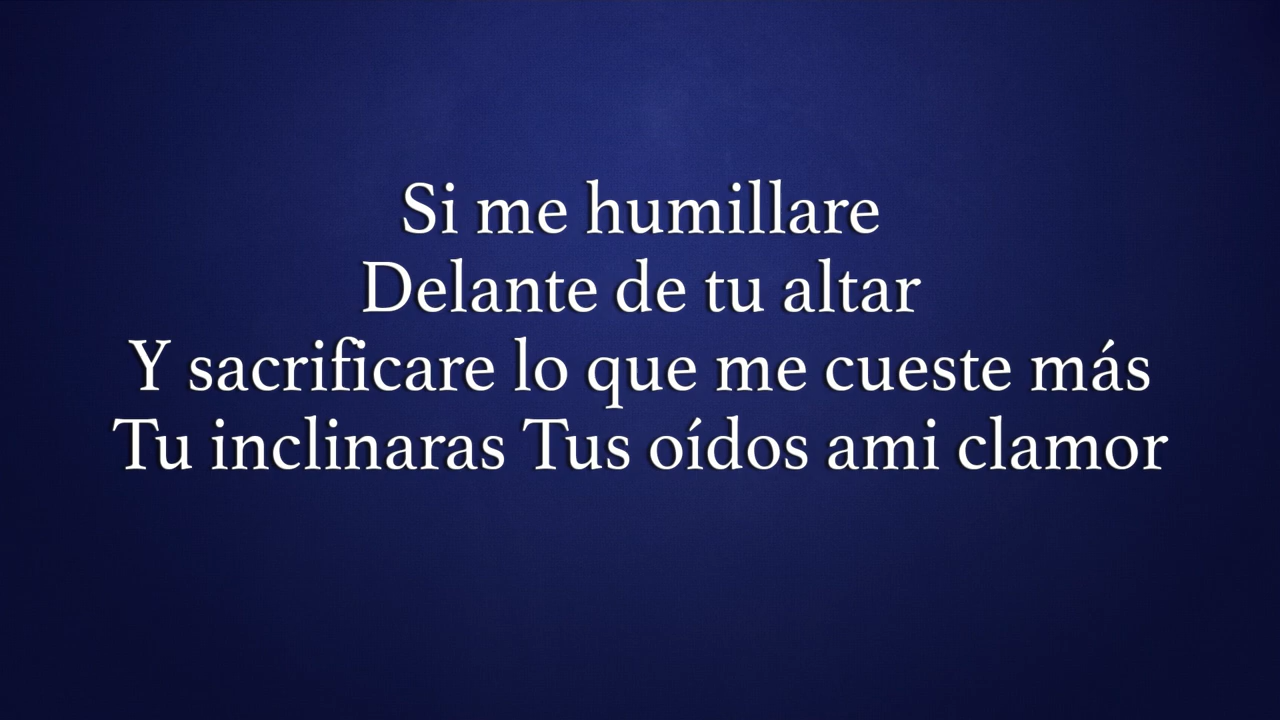 Si me humillare
Delante de tu altar
Y sacrificare lo que me cueste más
Tu inclinaras Tus oídos ami clamor